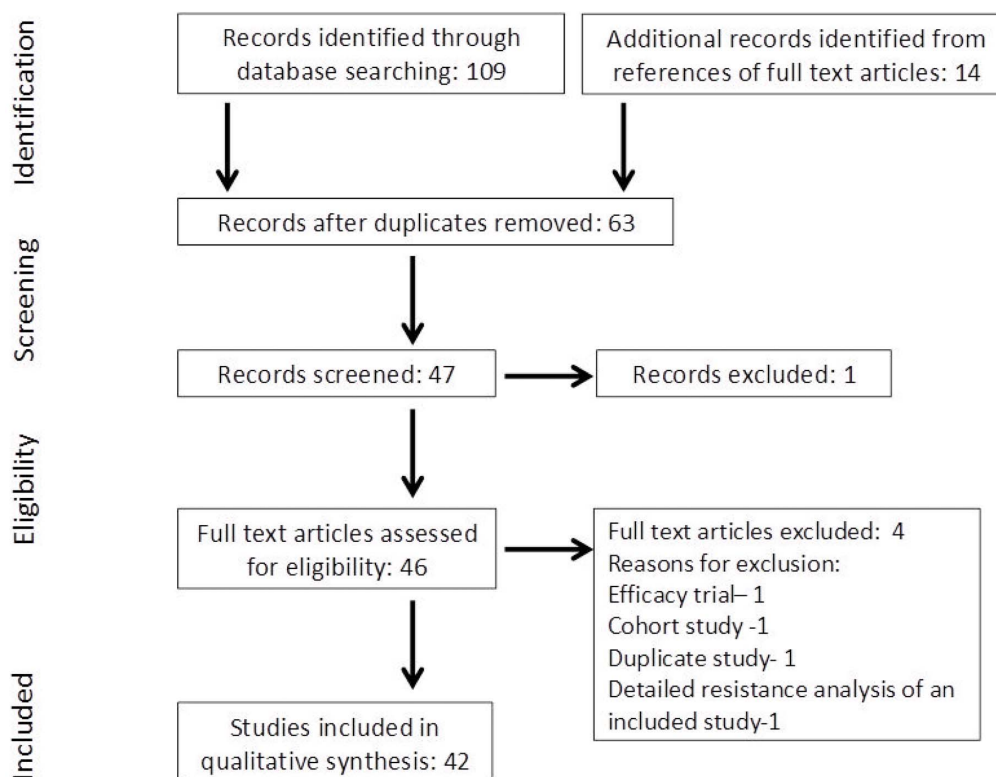 Identification
Records identified through
database searching: 109
Additional records identified from
references of full text articles: 14
Records after duplicates removed: 63
Screening
Records screened: 47
Records excluded: 1
Eligibility
Full text articles assessed
for eligibility: 46
Full text articles excluded:  4
Reasons for exclusion:
Efficacy trial– 1
Cohort study -1
Duplicate study- 1
Detailed resistance analysis of an
included study-1
Included
Studies included in
qualitative synthesis: 42